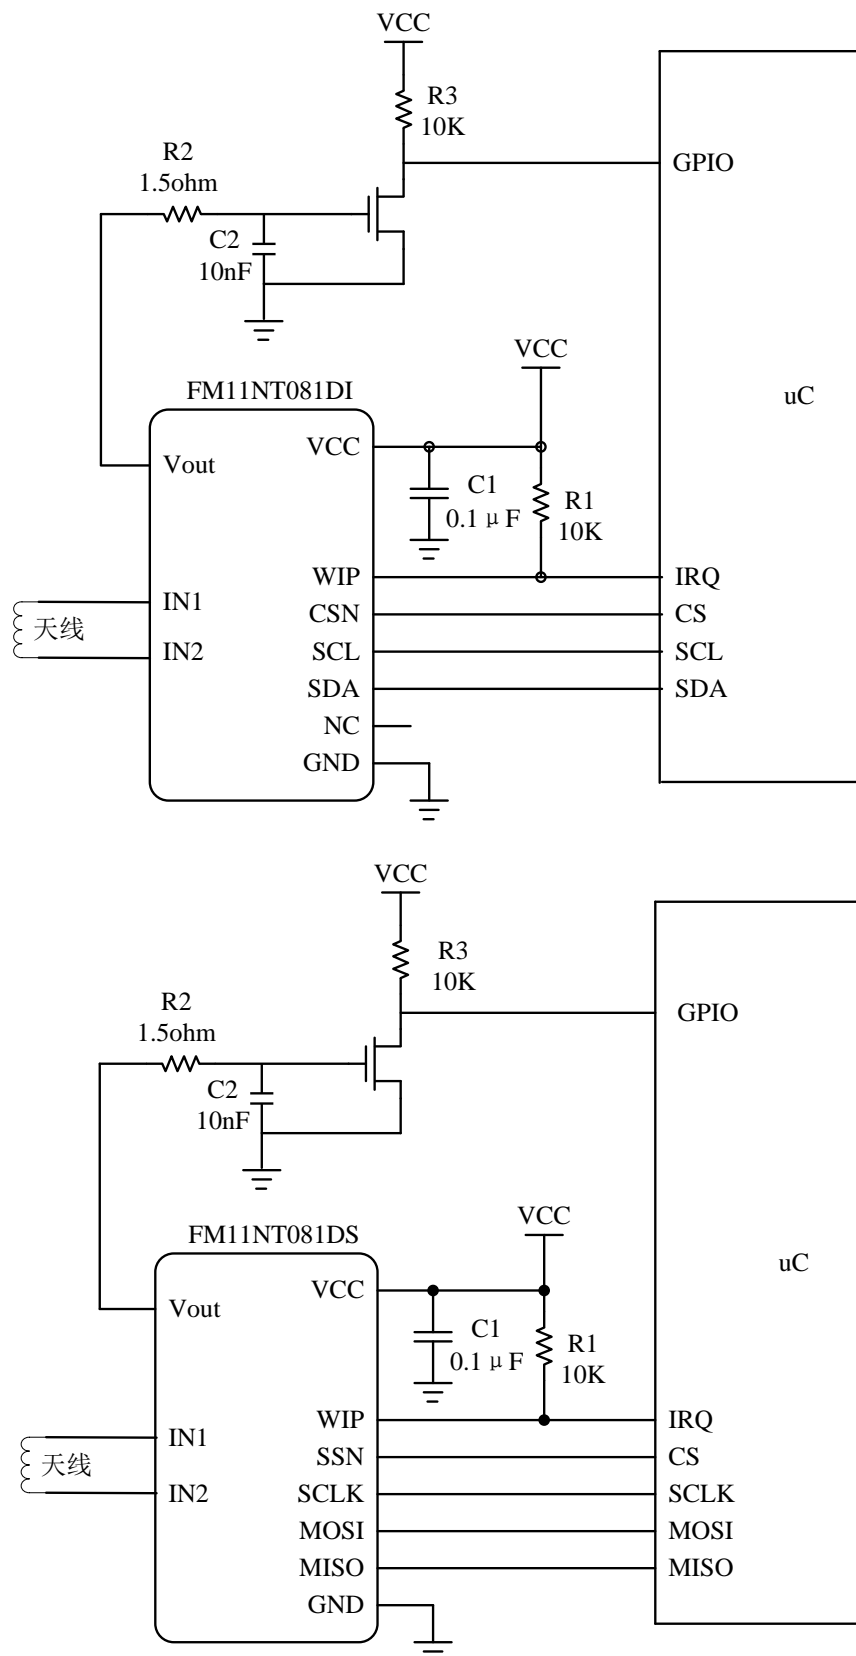 VCC
R3
10K
GPIO
R2
1.5ohm
C2
10nF
VCC
FM11NT081DI
uC
VCC
Vout
C1
0.1μF
R1
10K
WIP
IRQ
IN1
天线
CSN
CS
IN2
SCL
SCL
SDA
SDA
NC
GND
VCC
R3
10K
GPIO
R2
1.5ohm
C2
10nF
VCC
FM11NT081DS
uC
VCC
Vout
C1
0.1μF
R1
10K
WIP
IRQ
IN1
天线
SSN
CS
IN2
SCLK
SCLK
MOSI
MOSI
MISO
MISO
GND